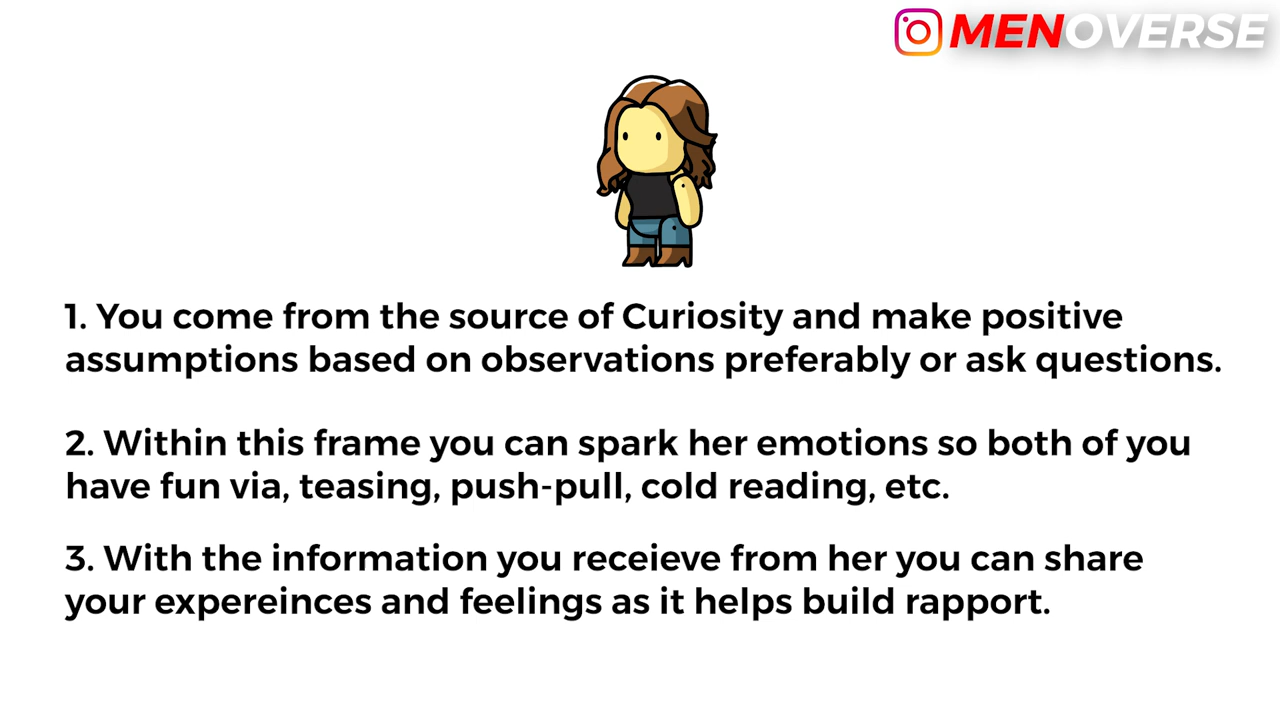 MENOVERSE
1. You come from the source of Curiosity and make positive
assumptions based on observations preferably or ask questions.
2. Within this frame you can spark her emotions so both of you
have fun via, teasing, push-pull, cold reading, etc.
3. With the information you receieve from her you can share
your expereinces and feelings as it helps build rapport.